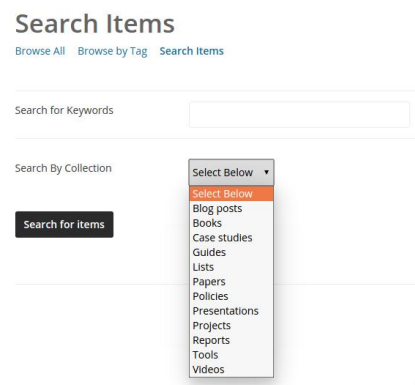 Search Items
Browse All Browse by Tag Search Items
Search for Keywords
Search By Collection
Select Below
Select Below
Blog posts
Books
Case studies
Guides
Lists
Papers
Policies
Presentations
Projects
Reports
Tools
Videos
Search for items